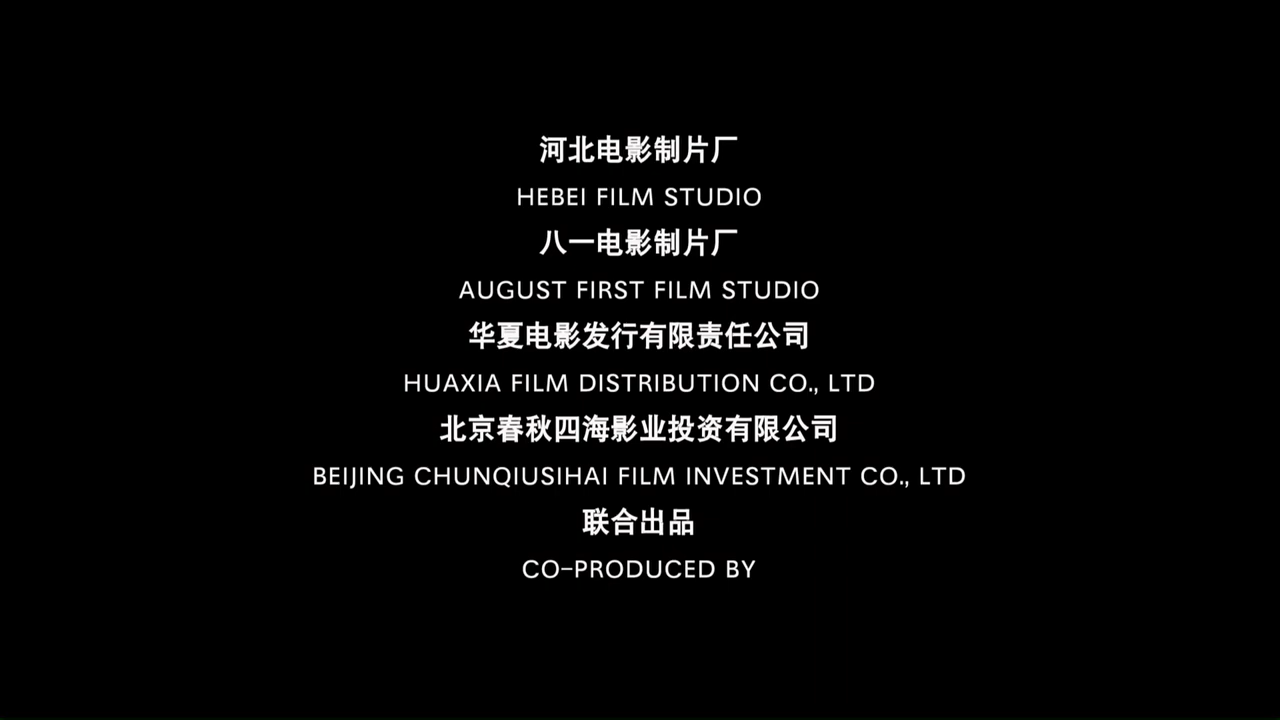 河北电影制片厂
HEBEI FILM STUDIO
八一电影制片厂
AUGUST FIRST FILM STUDIO
华夏电影发行有限责任公司
HUAXIA FILM DISTRIBUTION CO., LTD
北京春秋四海影业投资有限公司
BEIJING CHUNQIUSIHAI FILM INVESTMENT CO., LTD
联合出品
CO-PRODUCED BY